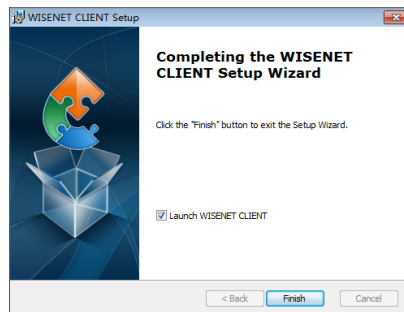 WISENET CLIENT Setup
Completing the WISENET
CLIENT Setup Wizard
Click the "Finish" button to exit the Setup Wizard.
Launch WISENET CLIENT
< Back
Finish
Cancel